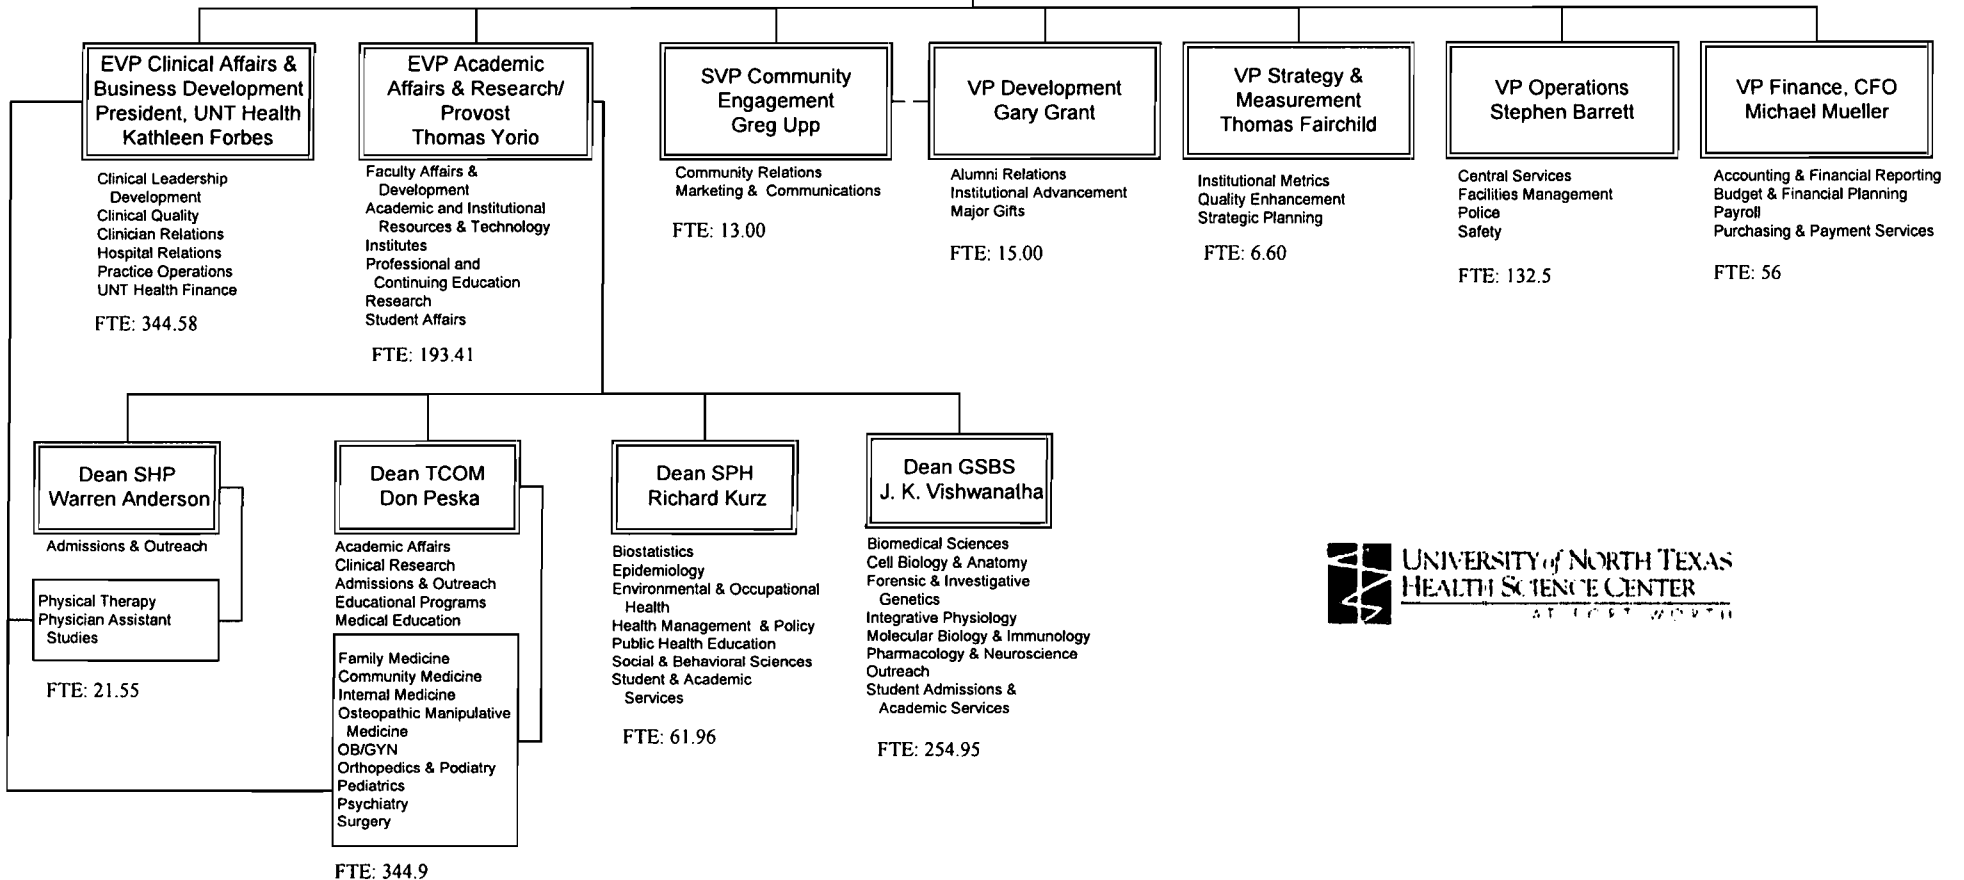 EVP Clinical Affairs &
Business Development
President, UNT Health
Kathleen Forbes
Clinical Leadership
Development
Clinical Quality
Clinician Relations
Hospital Relations
Practice Operations
UNT Health Finance
FTE: 344.58
EVP Academic
Affairs & Research/
Provost
Thomas Yorio
Faculty Affairs &
Development
Academic and Institutional
Resources & Technology
Institutes
Professional and
Continuing Education
Research
Student Affairs
FTE: 193.41
SVP Community
Engagement
Greg Upp
Community Relations
Marketing & Communications
FTE: 13.00
VP Development
Gary Grant
Alumni Relations
Institutional Advancement
Major Gifts
FTE: 15.00
VP Strategy &
Measurement
Thomas Fairchild
Institutional Metrics
Quality Enhancement
Strategic Planning
FTE: 6.60
VP Operations
Stephen Barrett
Central Services
Facilities Management
Police
Safety
FTE: 132.5
VP Finance, CFO
Michael Mueller
Accounting & Financial Reporting
Budget & Financial Planning
Payroll
Purchasing & Payment Services
FTE: 56
Dean SHP
Warren Anderson
Admissions & Outreach
Physical Therapy
Physician Assistant
Studies
FTE: 21.55
Dean TCOM
Don Peska
Academic Affairs
Clinical Research
Admissions & Outreach
Educational Programs
Medical Education
Family Medicine
Community Medicine
Internal Medicine
Osteopathic Manipulative
Medicine
OB/GYN
Orthopedics & Podiatry
Pediatrics
Psychiatry
Surgery
FTE: 344.9
Dean SPH
Richard Kurz
Biostatistics
Epidemiology
Environmental & Occupational
Health
Health Management & Policy
Public Health Education
Social & Behavioral Sciences
Student & Academic
Services
FTE: 61.96
Dean GSBS
J. K. Vishwanatha
Biomedical Sciences
Cell Biology & Anatomy
Forensic & Investigative
Genetics
Integrative Physiology
Molecular Biology & Immunology
Pharmacology & Neuroscience
Outreach
Student Admissions &
Academic Services
FTE: 254.95
UNIVERSITY of NORTH TEXAS
HEALTH SCIENCE CENTER
AT FORT WORTH